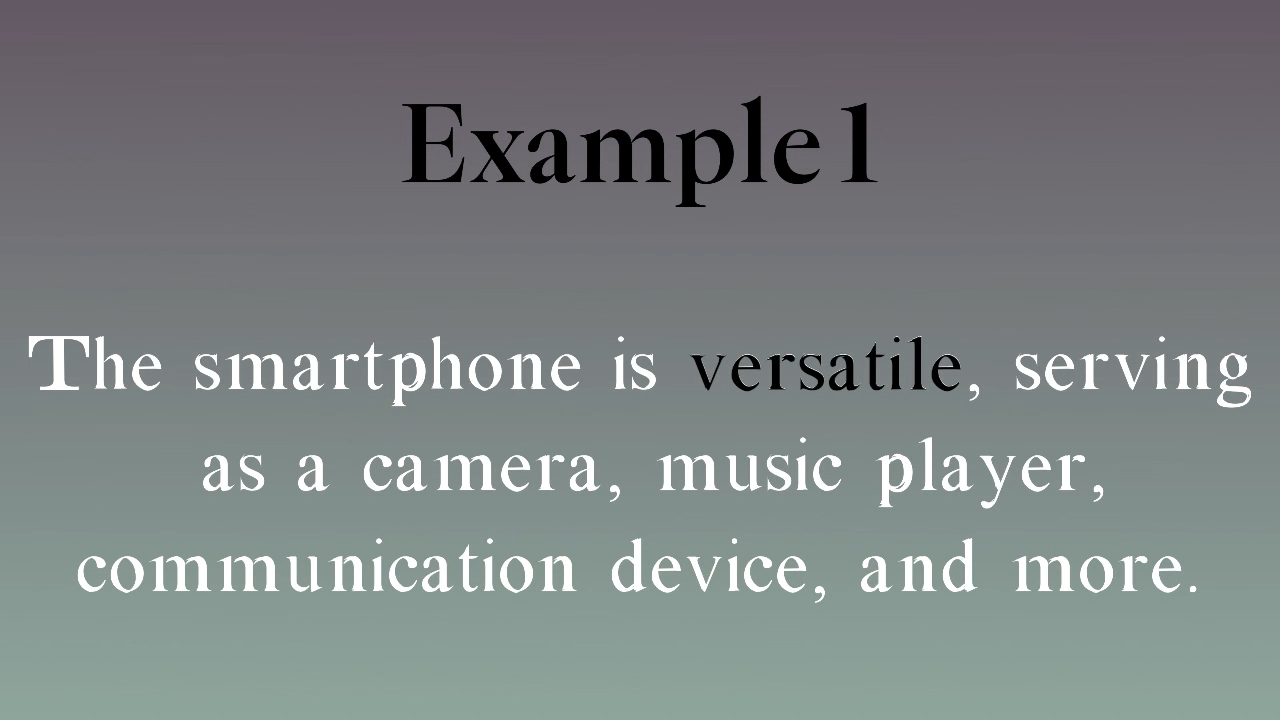 Example 1
The smartphone is versatile, serving
as a camera, music player,
communication device, and more.